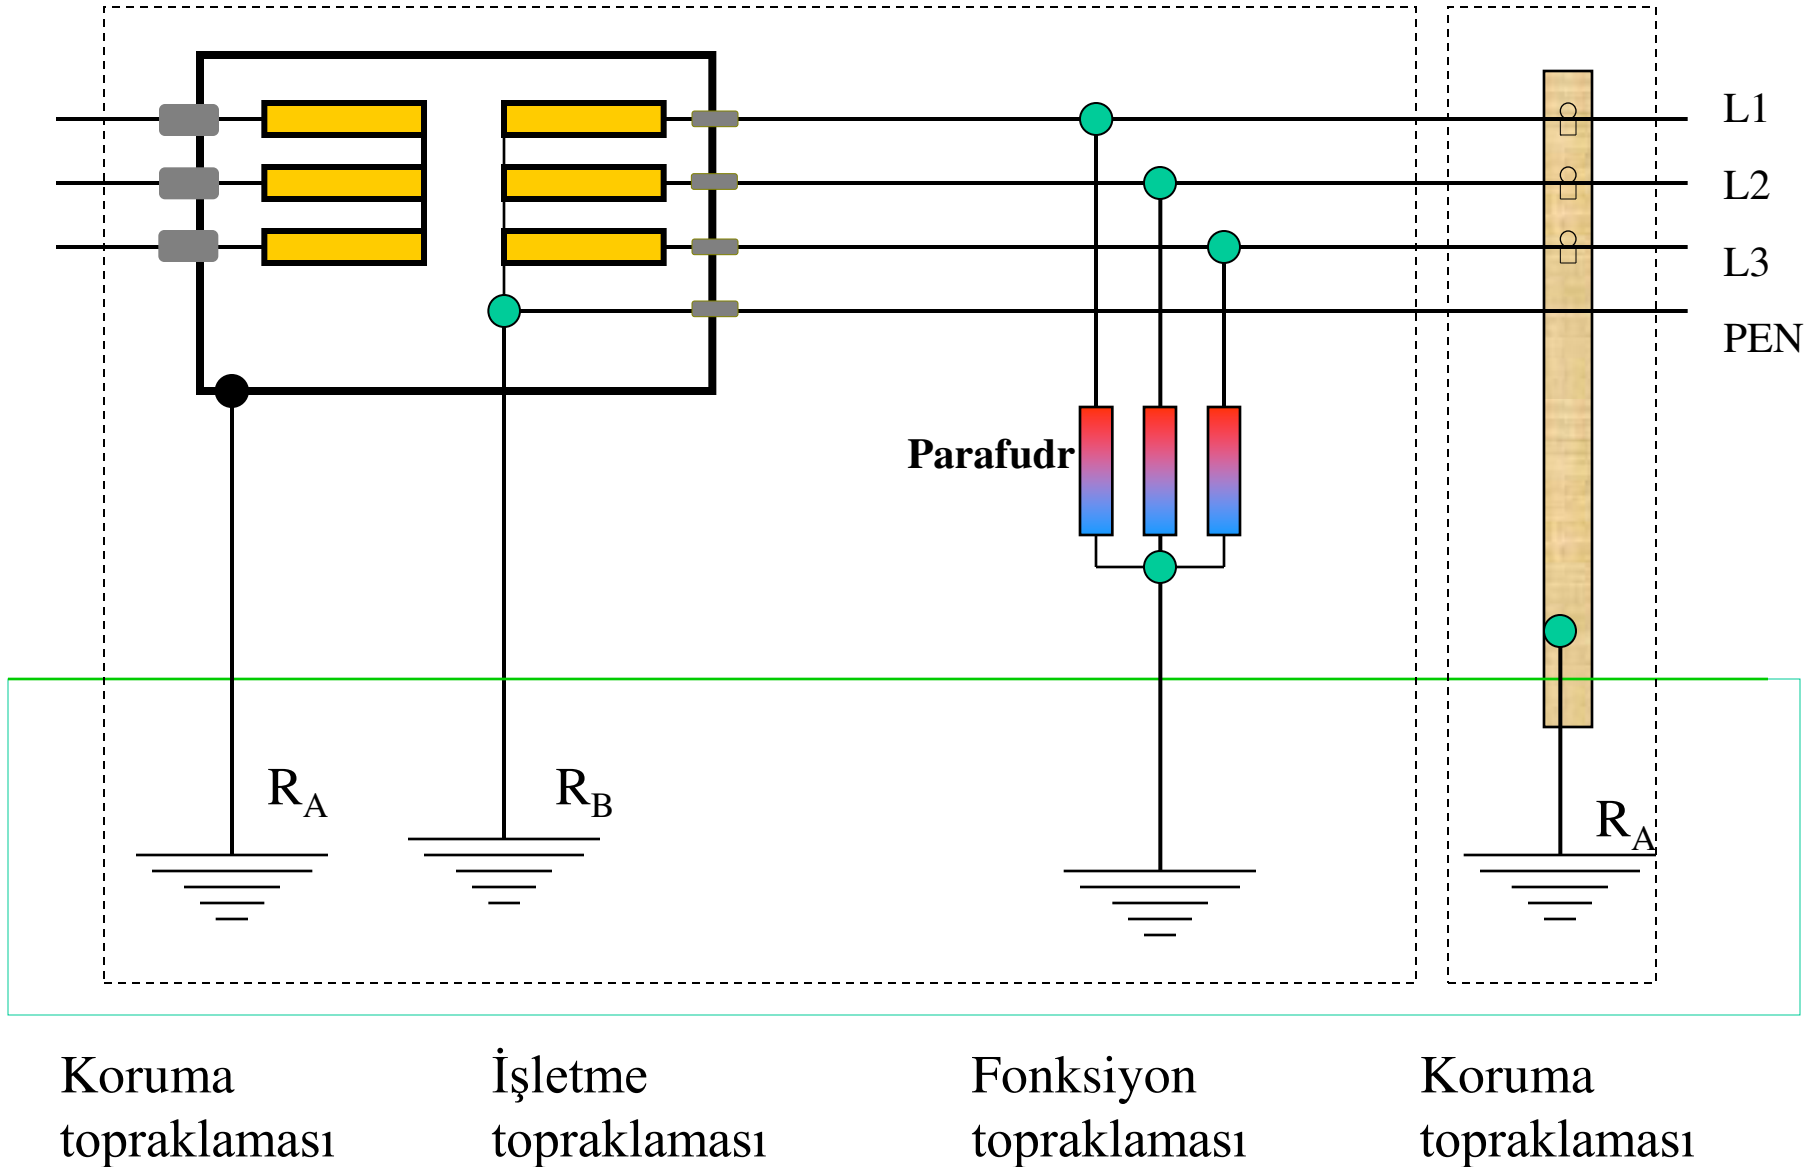 L1
L2
L3
PEN
Parafudr
RA
RB
RA
Koruma
topraklaması
İşletme
topraklaması
Fonksiyon
topraklaması
Koruma
topraklaması